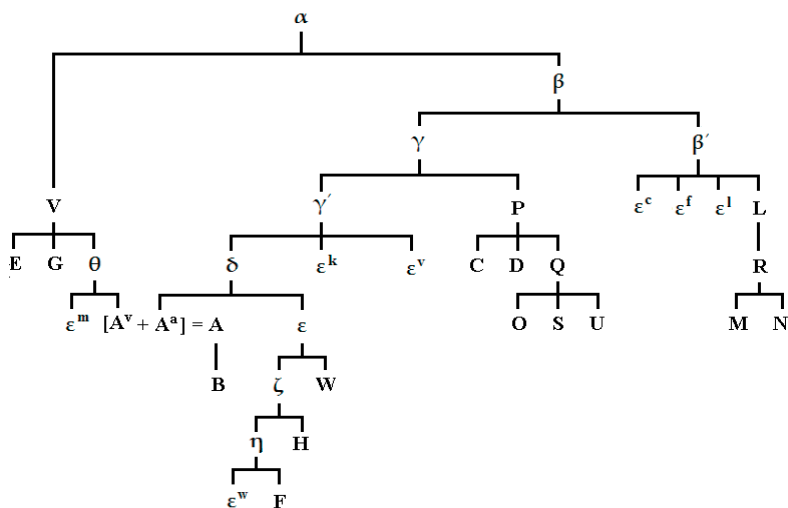 α
β
γ β´
V γ´ P εᶜ εᶠ εˡ L
E G θ δ εᵏ εᵛ C D Q R
εᵐ [Aᵛ + Aᵃ] = A ε O S U M N
B ζ W
η H
εʷ F